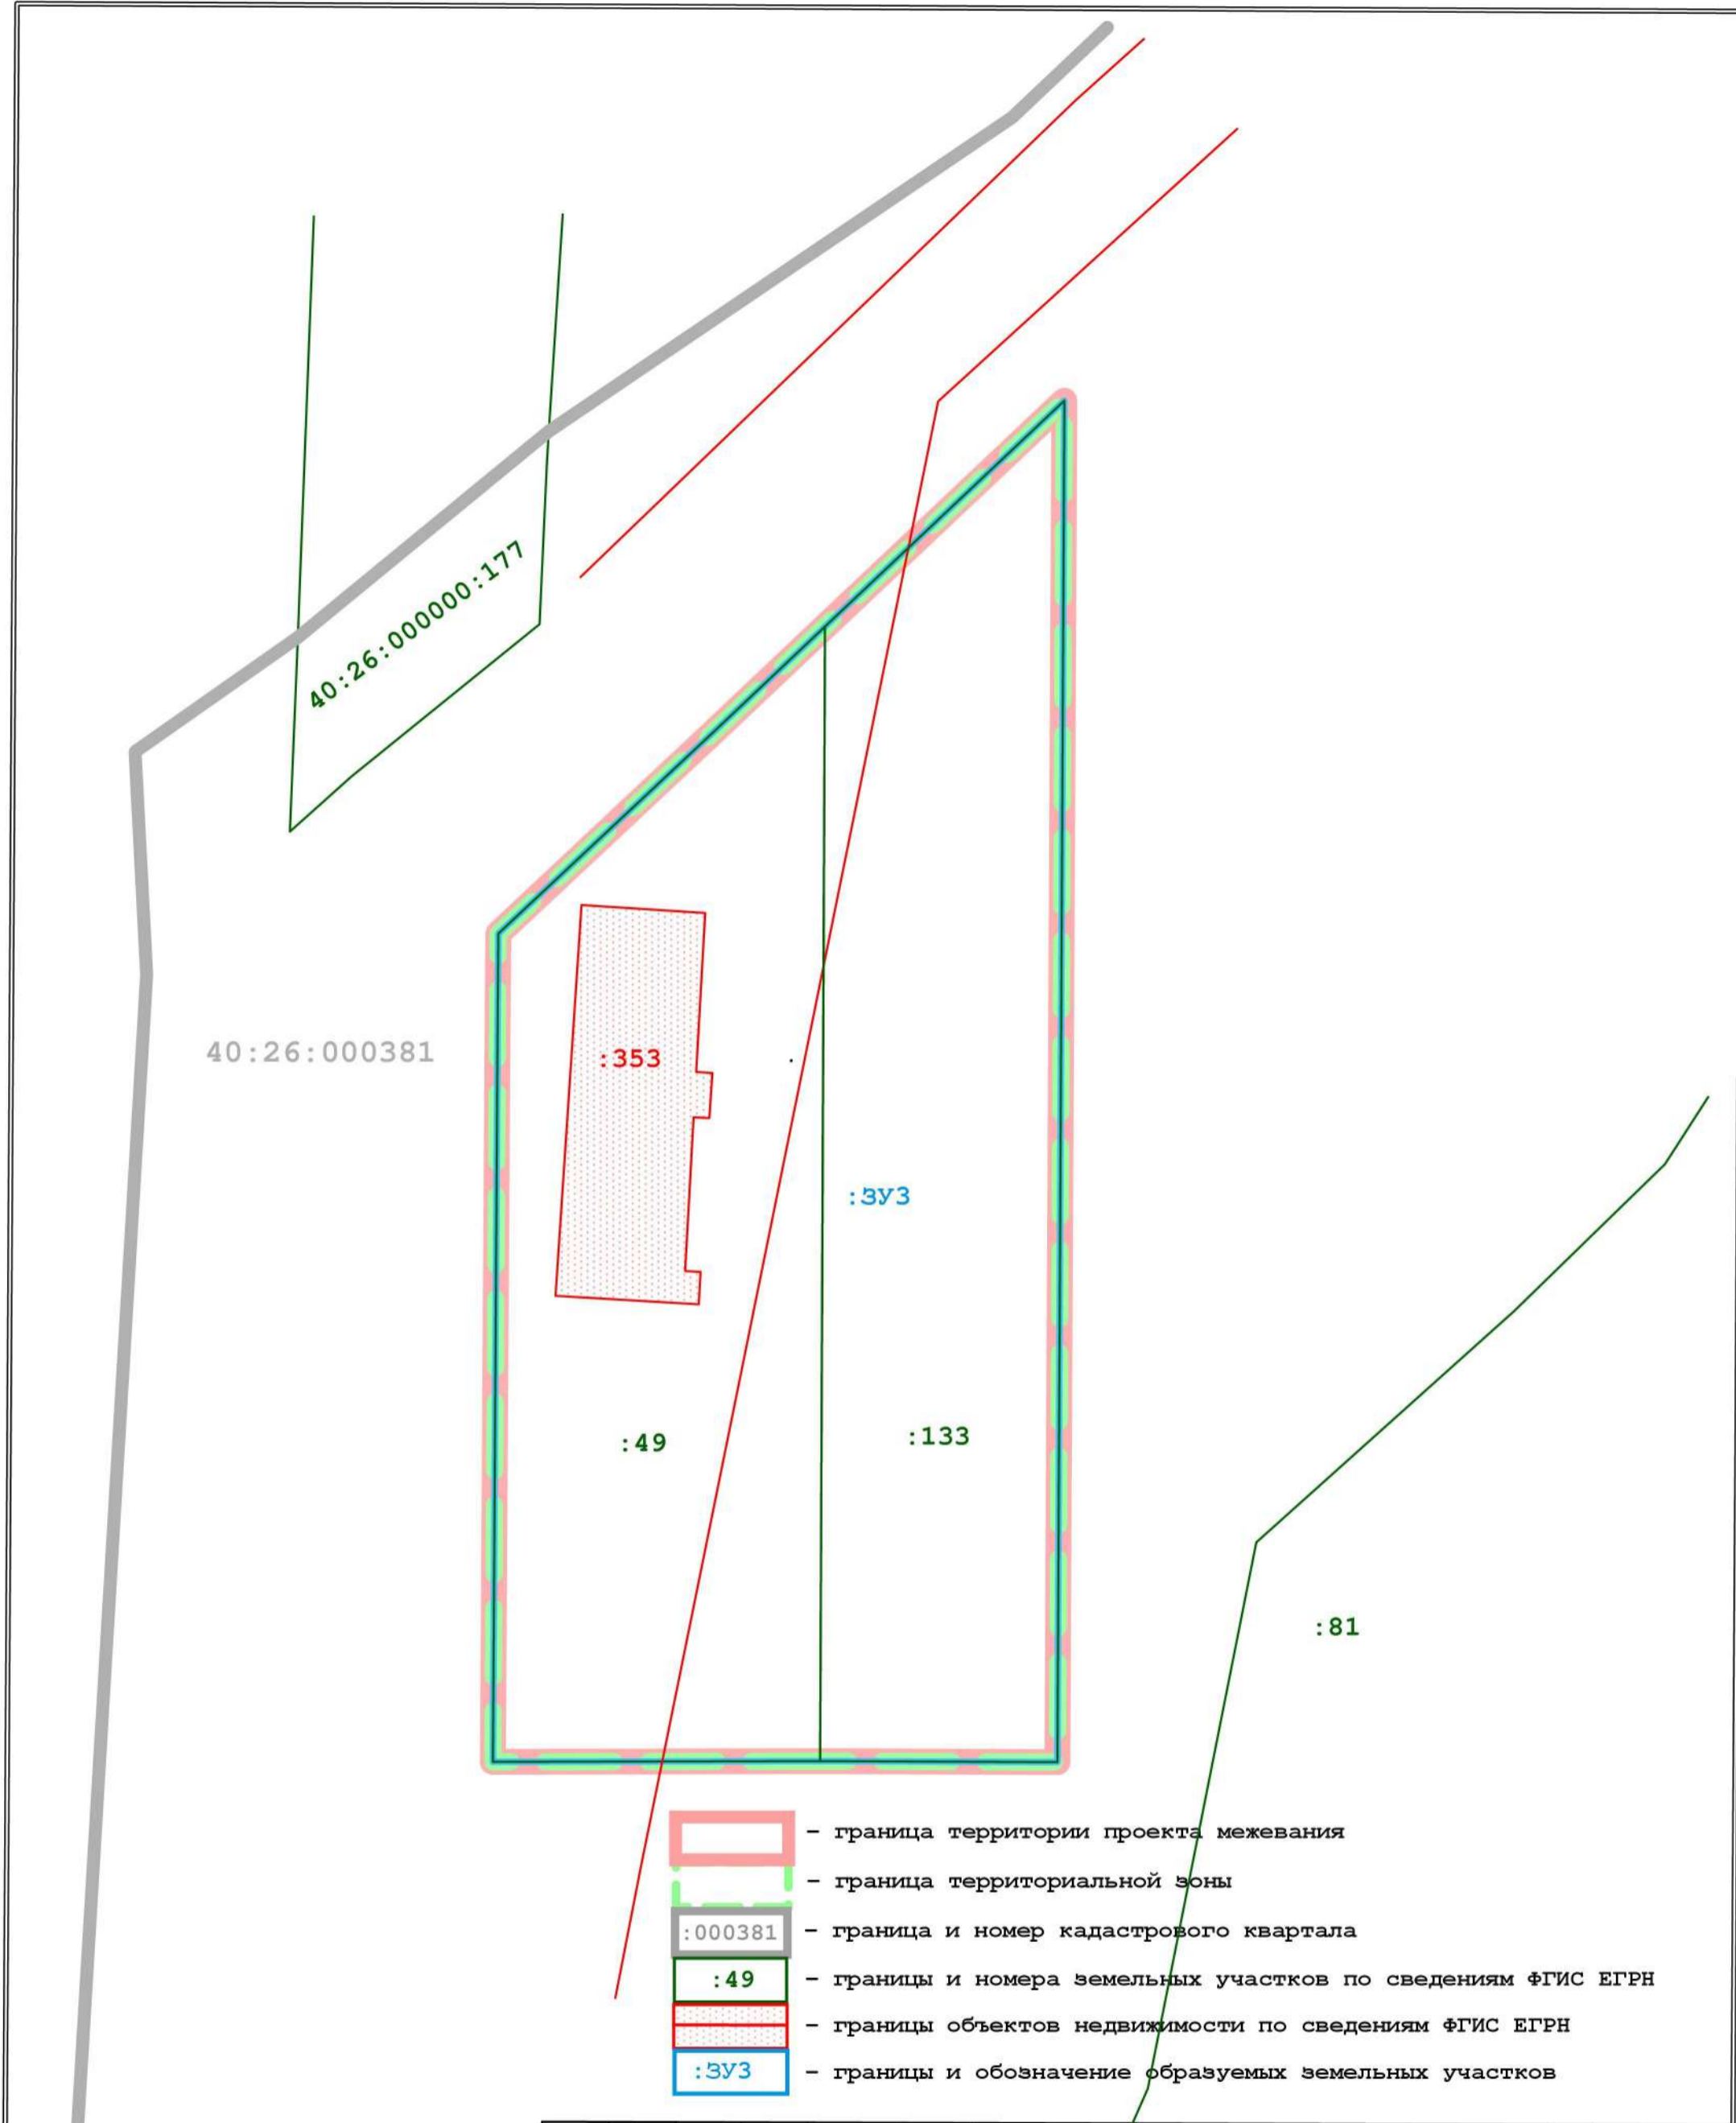 40:26:000000:177
40:26:000381
:353
:ЗУ3
:49
:133
:81
- граница территории проекта межевания
- граница территориальной зоны
:000381 - граница и номер кадастрового квартала
:49 - границы и номера земельных участков по сведениям ФГИС ЕГРН
- границы объектов недвижимости по сведениям ФГИС ЕГРН
:ЗУ3 - границы и обозначение образуемых земельных участков